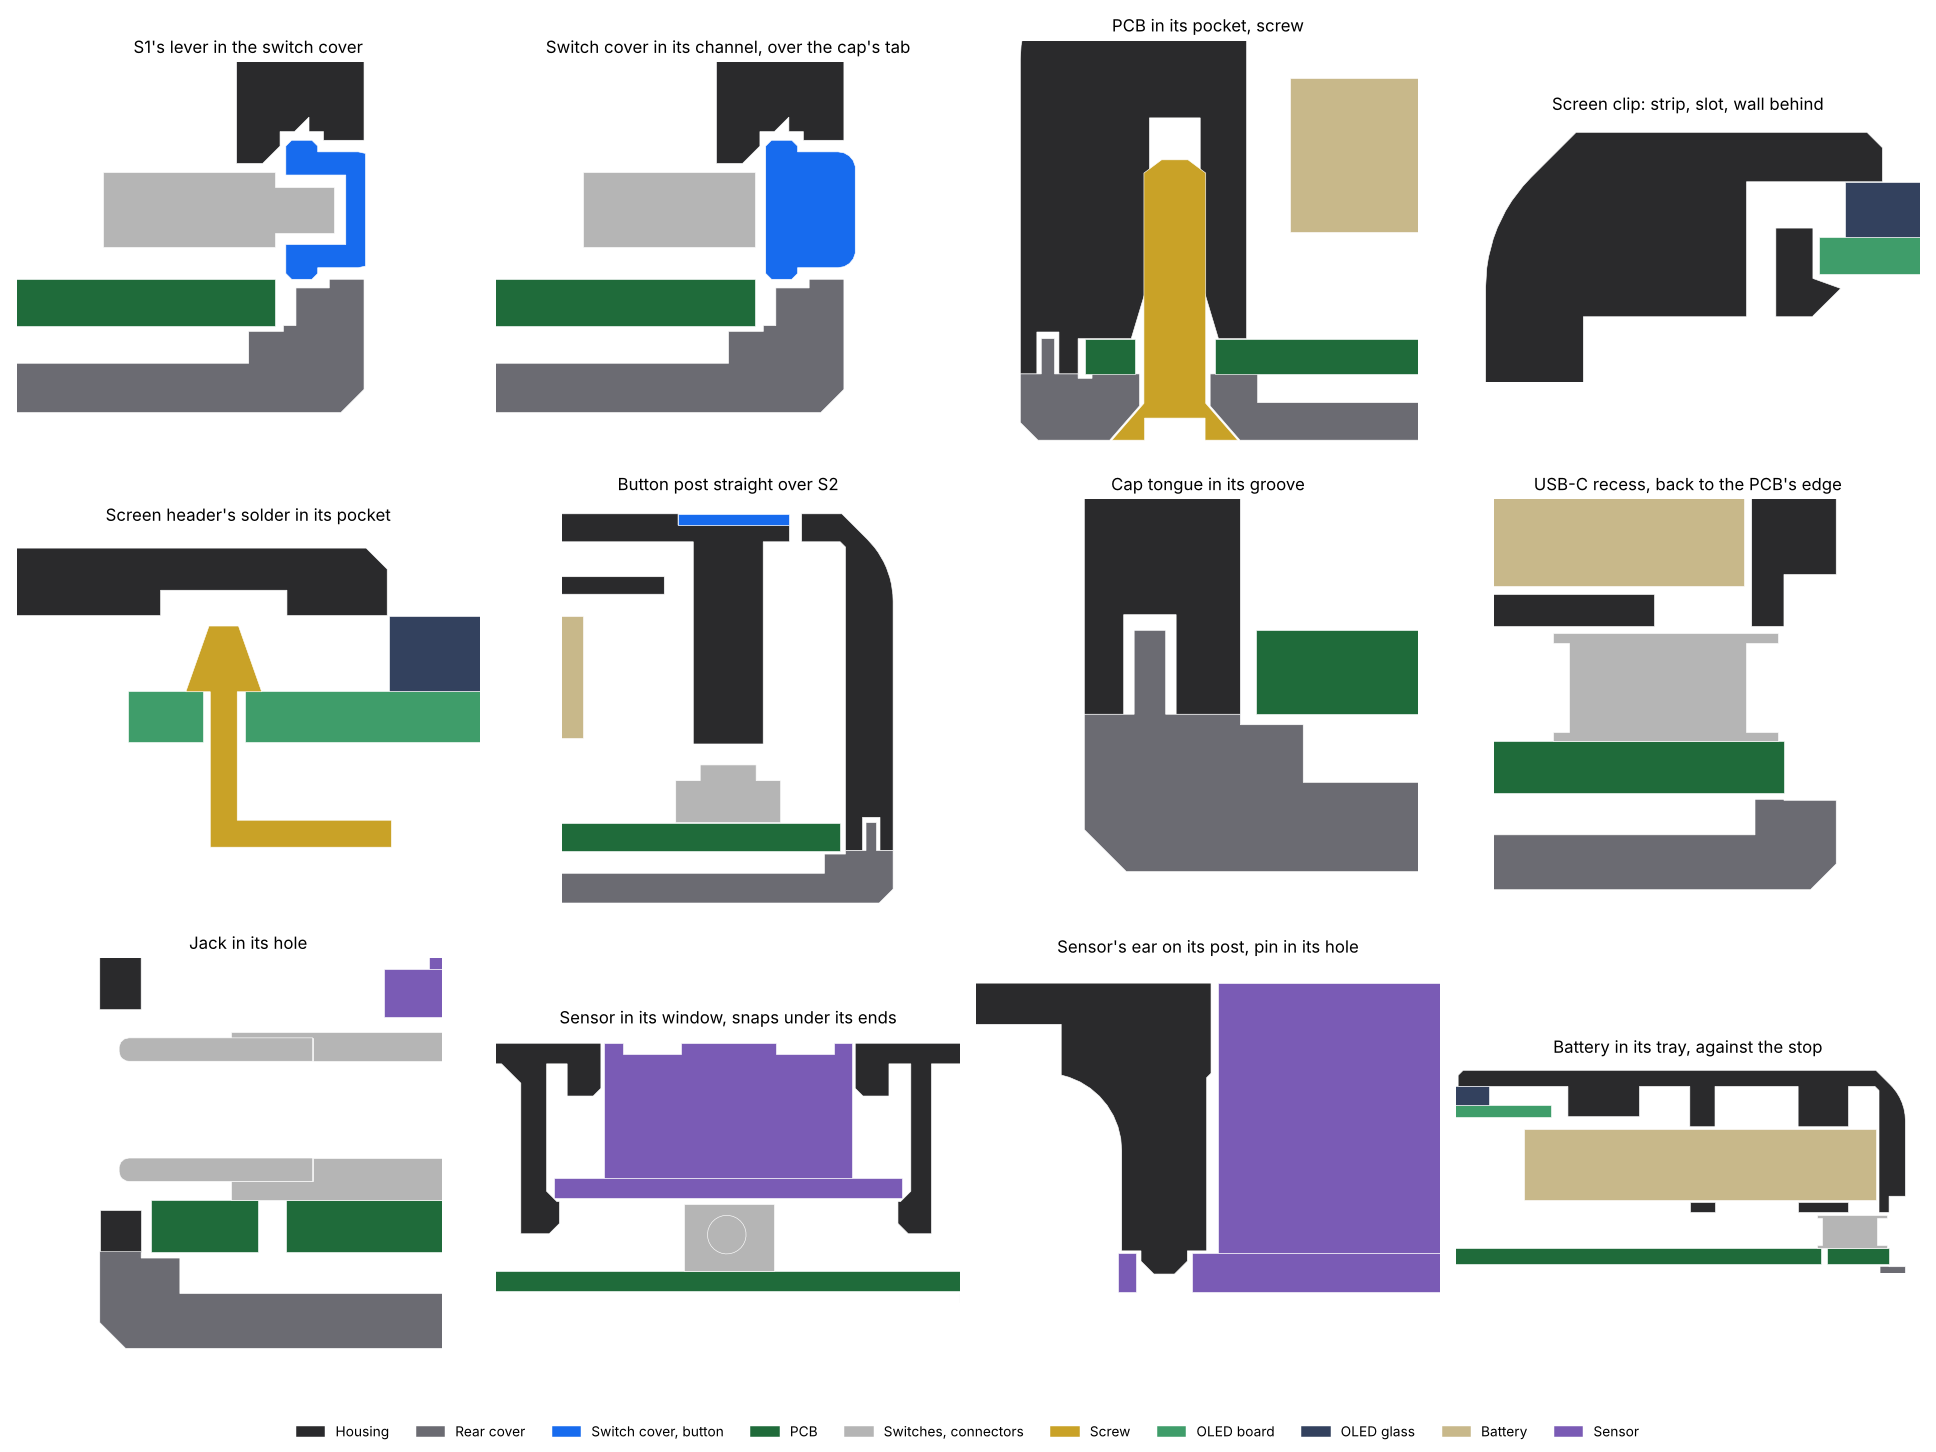 PCB in its pocket, screw
S1's lever in the switch cover
Switch cover in its channel, over the cap's tab
Screen clip: strip, slot, wall behind
Screen header's solder in its pocket
Button post straight over S2
Cap tongue in its groove
USB-C recess, back to the PCB's edge
Jack in its hole
Sensor in its window, snaps under its ends
Sensor's ear on its post, pin in its hole
Battery in its tray, against the stop
Housing
Rear cover
Switch cover, button
PCB
Switches, connectors
Screw
OLED board
OLED glass
Battery
Sensor